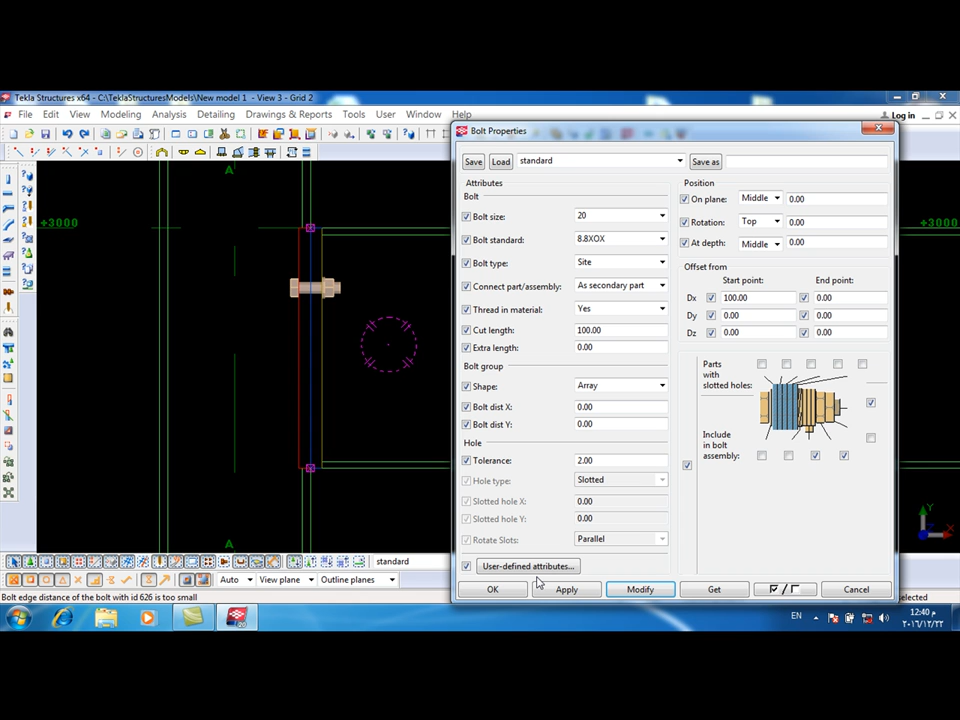 Tekla Structures x64 - C:\TeklaStructuresModels\New model 1 - View 3 - Grid 2
File Edit View Modeling Analysis Detailing Drawings & Reports Tools User Window Help
Log in
Bolt Properties
Save Load standard Save as
Attributes
Bolt
Bolt size: 20
Bolt standard: 8.8XOX
Bolt type: Site
Connect part/assembly: As secondary part
Thread in material: Yes
Cut length: 100.00
Extra length: 0.00
Bolt group
Shape: Array
Bolt dist X: 0.00
Bolt dist Y: 0.00
Hole
Tolerance: 2.00
Hole type: Slotted
Slotted hole X: 0.00
Slotted hole Y: 0.00
Rotate Slots: Parallel
User-defined attributes...
Position
On plane: Middle 0.00
Rotation: Top 0.00
At depth: Middle 0.00
Offset from
Start point: End point:
Dx 100.00 0.00
Dy 0.00 0.00
Dz 0.00 0.00
Parts
with
slotted holes:
Include
in bolt
assembly:
OK Apply Modify Get Cancel
A
+3000
+3000
A
Y
standard
Auto View plane Outline planes
Bolt edge distance of the bolt with id 626 is too small
selected
EN
12:40 م
٢٠١٦/١٢/٢٢